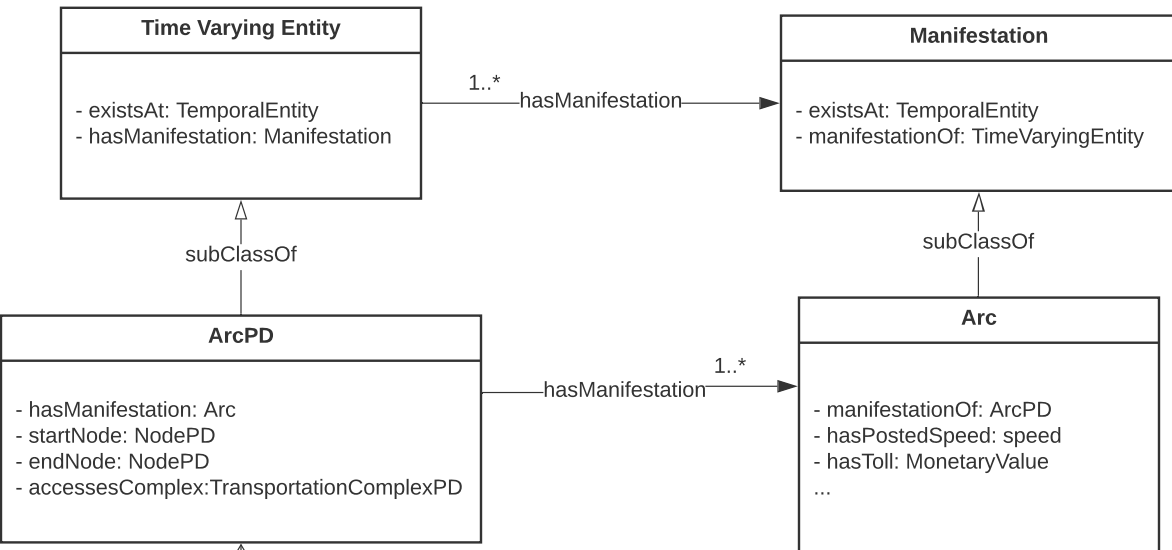 Time Varying Entity
- existsAt: TemporalEntity
- hasManifestation: Manifestation
1..*
hasManifestation
Manifestation
- existsAt: TemporalEntity
- manifestationOf: TimeVaryingEntity
subClassOf
subClassOf
ArcPD
- hasManifestation: Arc
- startNode: NodePD
- endNode: NodePD
- accessesComplex:TransportationComplexPD
1..*
hasManifestation
Arc
- manifestationOf: ArcPD
- hasPostedSpeed: speed
- hasToll: MonetaryValue
...